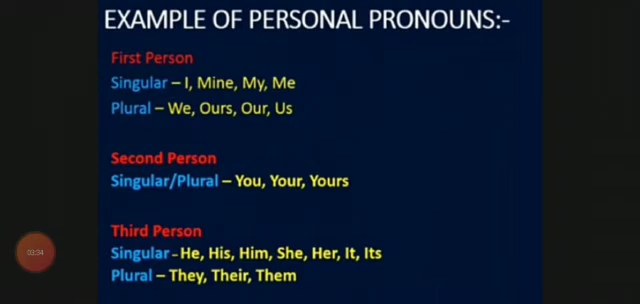 EXAMPLE OF PERSONAL PRONOUNS:-
First Person
Singular – I, Mine, My, Me
Plural – We, Ours, Our, Us
Second Person
Singular/Plural – You, Your, Yours
Third Person
Singular – He, His, Him, She, Her, It, Its
Plural – They, Their, Them
03:34